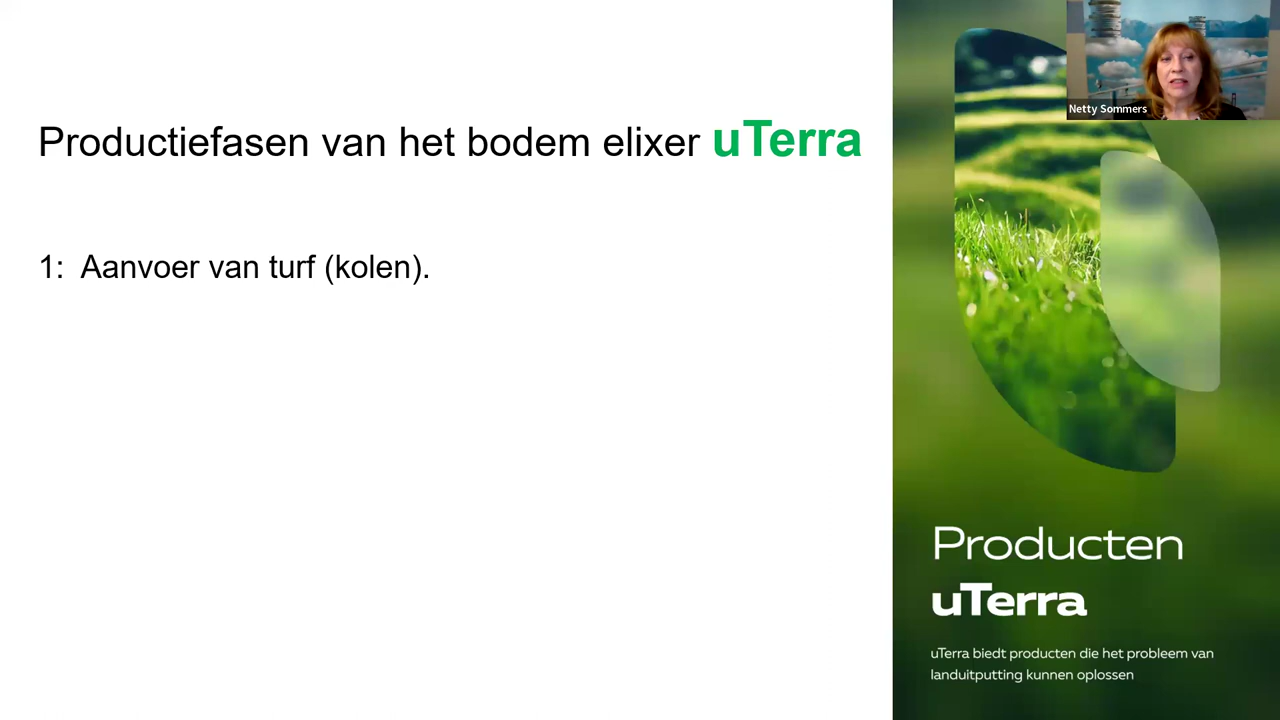 Productiefasen van het bodem elixer uTerra
1: Aanvoer van turf (kolen).
Netty Sommers
Producten
uTerra
uTerra biedt producten die het probleem van
landuitputting kunnen oplossen